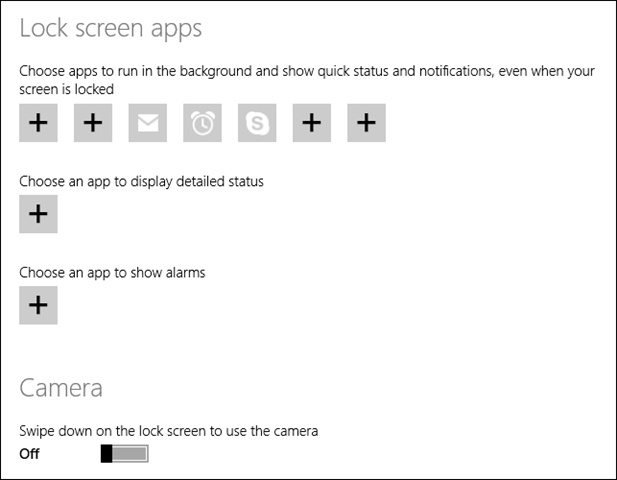 Lock screen apps
Choose apps to run in the background and show quick status and notifications, even when your
screen is locked
Choose an app to display detailed status
Choose an app to show alarms
Camera
Swipe down on the lock screen to use the camera
Off